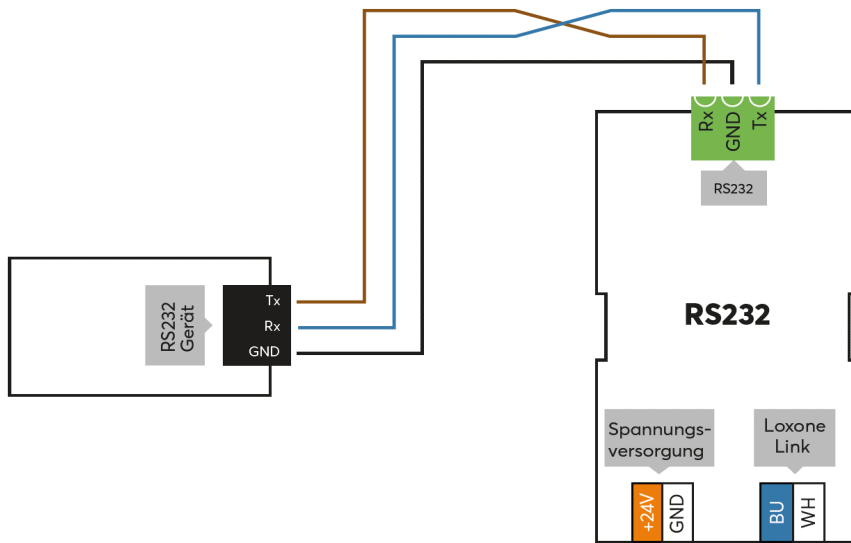 Rx
GND
Tx
RS232
RS232
Gerät
Tx
Rx
GND
RS232
Spannungs-
versorgung
Loxone
Link
+24V
GND
BU
WH